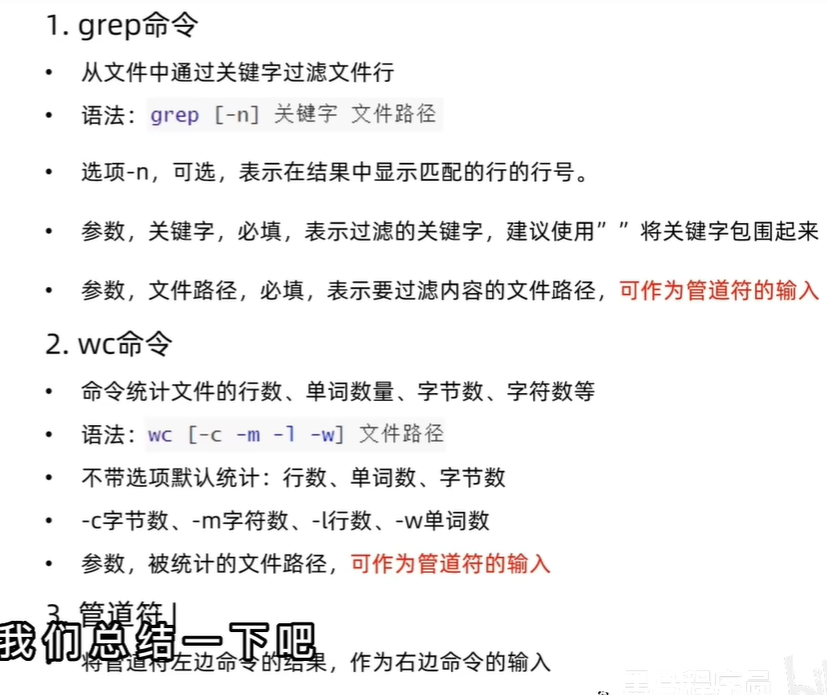 1. grep命令
• 从文件中通过关键字过滤文件行
• 语法：grep [-n] 关键字 文件路径
• 选项-n，可选，表示在结果中显示匹配的行的行号。
• 参数，关键字，必填，表示过滤的关键字，建议使用””将关键字包围起来
• 参数，文件路径，必填，表示要过滤内容的文件路径，可作为管道符的输入
2. wc命令
• 命令统计文件的行数、单词数量、字节数、字符数等
• 语法：wc [-c -m -l -w] 文件路径
• 不带选项默认统计：行数、单词数、字节数
• -c字节数、-m字符数、-l行数、-w单词数
• 参数，被统计的文件路径，可作为管道符的输入
3. 管道符|
我们总结一下吧
将管道符左边命令的结果，作为右边命令的输入